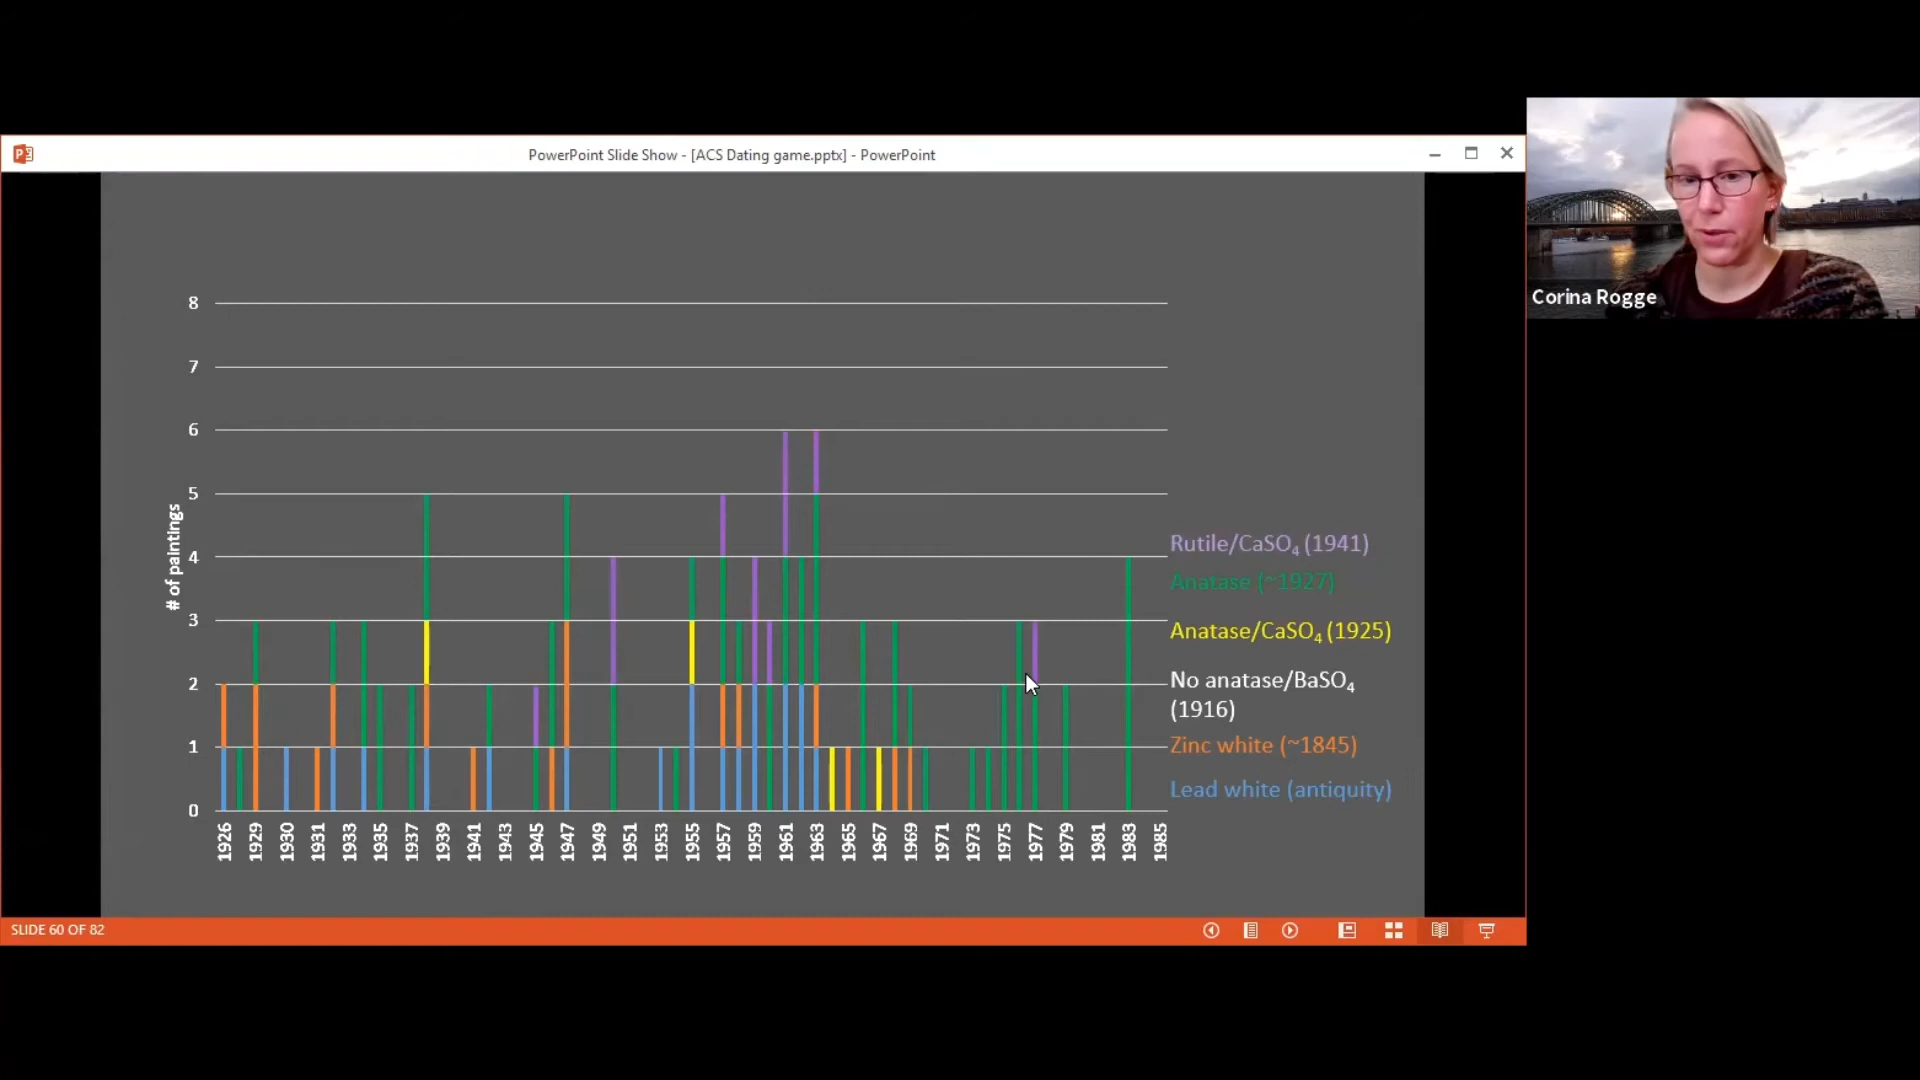 PowerPoint Slide Show - [ACS Dating game.pptx] - PowerPoint
Corina Rogge
8
7
6
5
4
3
2
1
0
# of paintings
Rutile/CaSO₄ (1941)
Anatase (~1927)
Anatase/CaSO₄ (1925)
No anatase/BaSO₄
(1916)
Zinc white (~1845)
Lead white (antiquity)
1926 1929 1930 1931 1933 1935 1937 1939 1941 1943 1945 1947 1949 1951 1953 1955 1957 1959 1961 1963 1965 1967 1969 1971 1973 1975 1977 1979 1981 1983 1985
SLIDE 60 OF 82